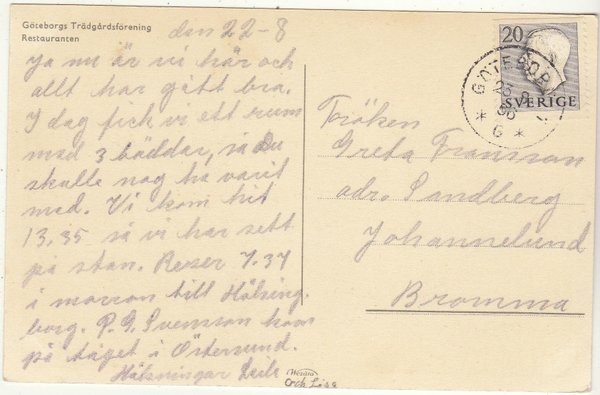 Göteborgs Trädgårdsförening
Restauranten
den 22-8
Ja nu är vi här och
allt har gått bra.
I dag fick vi ett rum
med 3 bäddar, så Du
skulle nog ha varit
med. Vi kom hit
13,35 så vi har sett
på stan. Reser 7.37
i morron till Hälsing-
borg. P. G. Svensson kom
på tåget i Östersund.
Hälsningar
och Lisa
20
SVERIGE
GÖTEBORG
* 6 *
Fröken
Greta Fransson
adr. Sandberg
Johannelund
Bromma